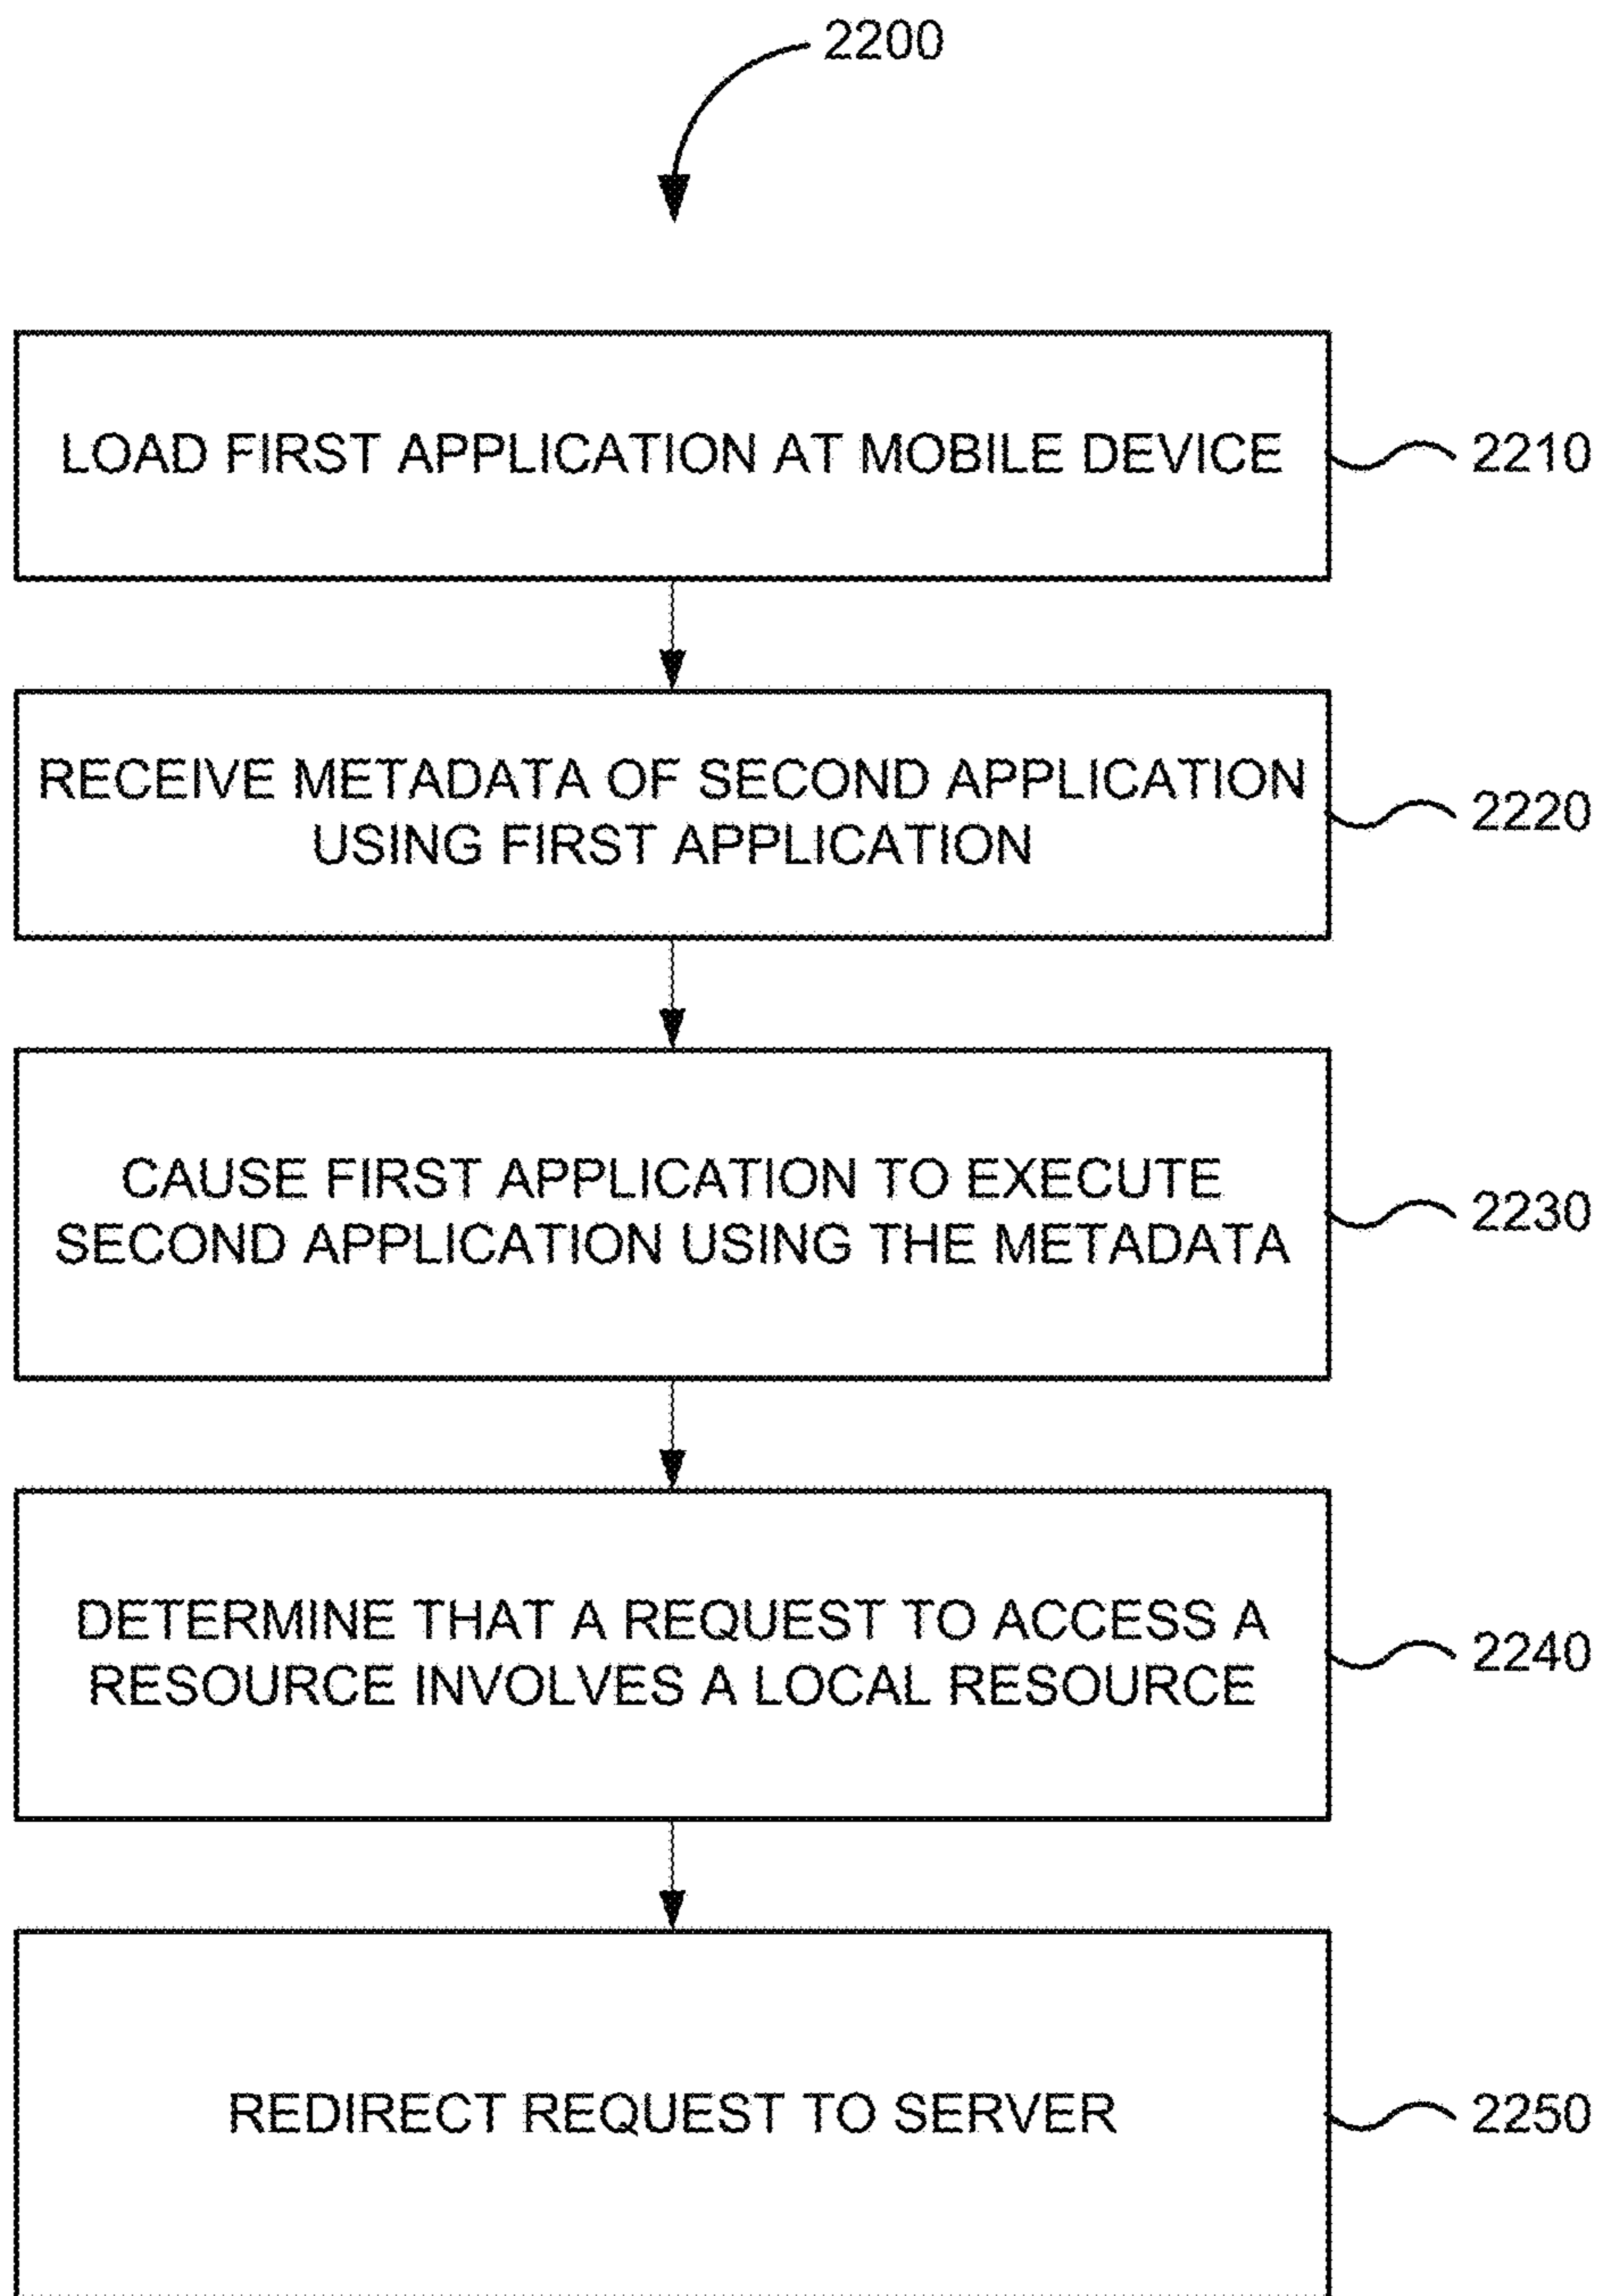 2200
LOAD FIRST APPLICATION AT MOBILE DEVICE
2210
RECEIVE METADATA OF SECOND APPLICATION
USING FIRST APPLICATION
2220
CAUSE FIRST APPLICATION TO EXECUTE
SECOND APPLICATION USING THE METADATA
2230
DETERMINE THAT A REQUEST TO ACCESS A
RESOURCE INVOLVES A LOCAL RESOURCE
2240
REDIRECT REQUEST TO SERVER
2250